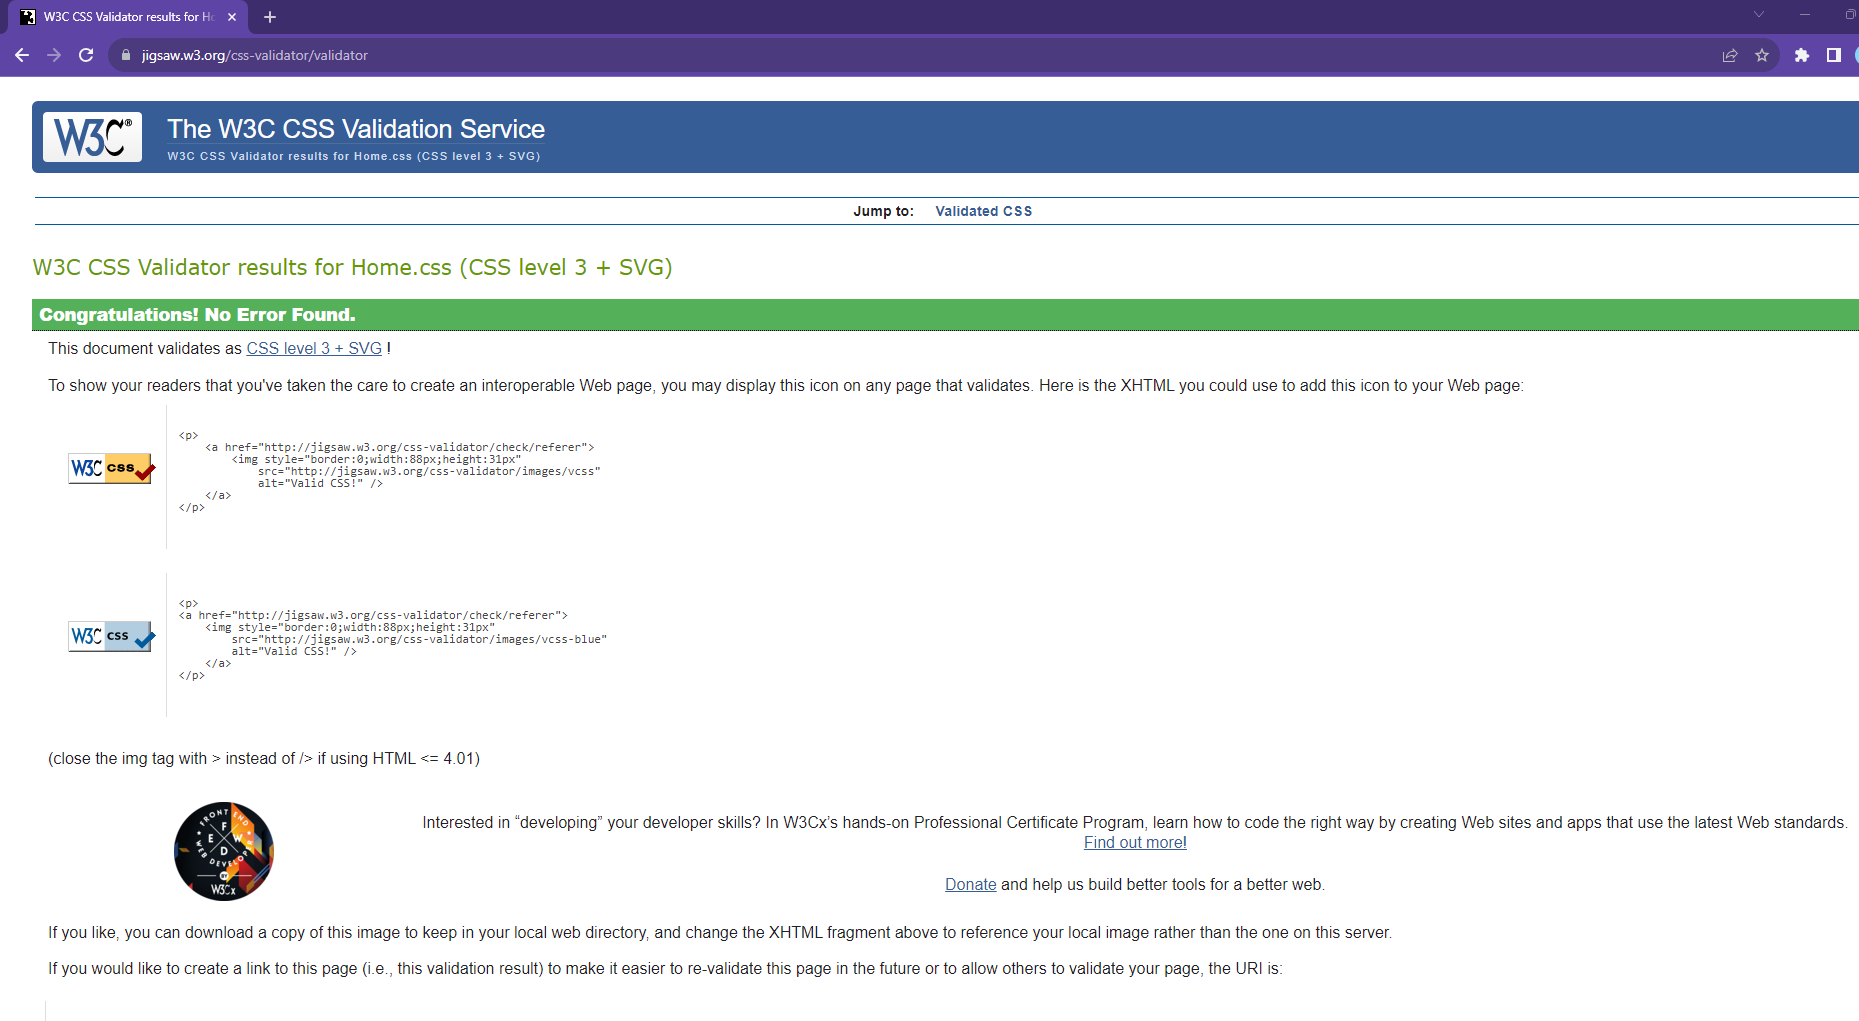 W3C CSS Validator results for Ho
jigsaw.w3.org/css-validator/validator
W3C®
The W3C CSS Validation Service
W3C CSS Validator results for Home.css (CSS level 3 + SVG)
Jump to: Validated CSS
W3C CSS Validator results for Home.css (CSS level 3 + SVG)
Congratulations! No Error Found.
This document validates as CSS level 3 + SVG !
To show your readers that you've taken the care to create an interoperable Web page, you may display this icon on any page that validates. Here is the XHTML you could use to add this icon to your Web page:
W3C css
<p>
<a href="http://jigsaw.w3.org/css-validator/check/referer">
<img style="border:0;width:88px;height:31px"
src="http://jigsaw.w3.org/css-validator/images/vcss"
alt="Valid CSS!" />
</a>
</p>
W3C css
<p>
<a href="http://jigsaw.w3.org/css-validator/check/referer">
<img style="border:0;width:88px;height:31px"
src="http://jigsaw.w3.org/css-validator/images/vcss-blue"
alt="Valid CSS!" />
</a>
</p>
(close the img tag with > instead of /> if using HTML <= 4.01)
FRONT END
F
E W
D
WEB DEVELOPER
BY
W3Cx
Interested in “developing” your developer skills? In W3Cx’s hands-on Professional Certificate Program, learn how to code the right way by creating Web sites and apps that use the latest Web standards.
Find out more!
Donate and help us build better tools for a better web.
If you like, you can download a copy of this image to keep in your local web directory, and change the XHTML fragment above to reference your local image rather than the one on this server.
If you would like to create a link to this page (i.e., this validation result) to make it easier to re-validate this page in the future or to allow others to validate your page, the URI is: